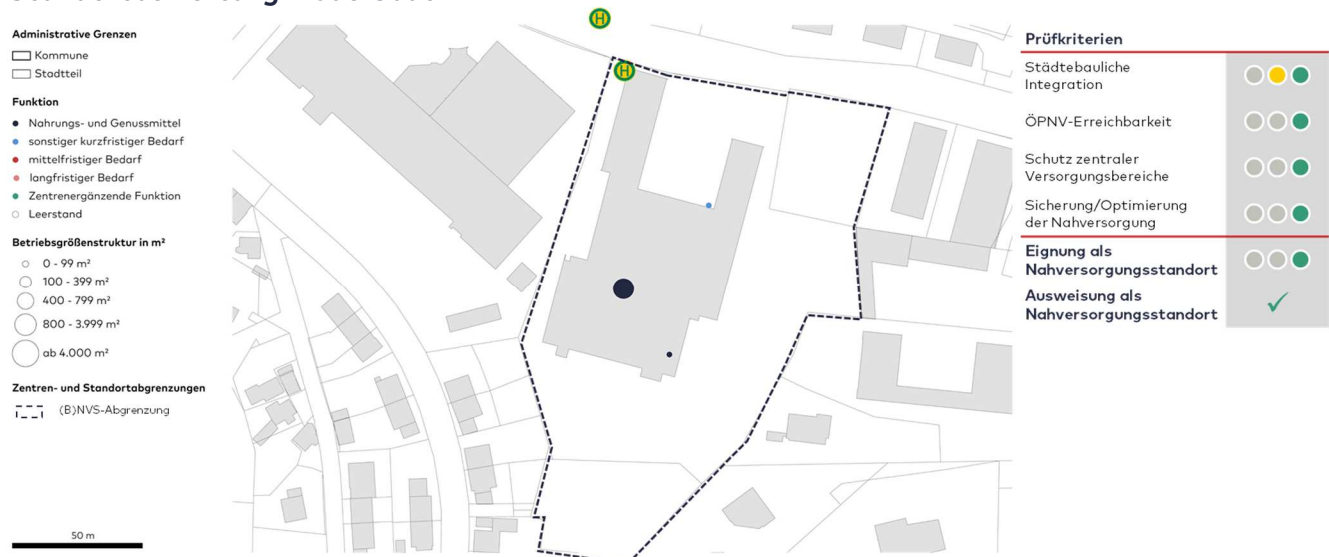 Administrative Grenzen
Kommune
Stadtteil
Funktion
Nahrungs- und Genussmittel
sonstiger kurzfristiger Bedarf
mittelfristiger Bedarf
langfristiger Bedarf
Zentrenergänzende Funktion
Leerstand
Betriebsgrößenstruktur in m²
0 - 99 m²
100 - 399 m²
400 - 799 m²
800 - 3.999 m²
ab 4.000 m²
Zentren- und Standortabgrenzungen
(B)NVS-Abgrenzung
50 m
H
H
Prüfkriterien
Städtebauliche
Integration
ÖPNV-Erreichbarkeit
Schutz zentraler
Versorgungsbereiche
Sicherung/Optimierung
der Nahversorgung
Eignung als
Nahversorgungsstandort
Ausweisung als
Nahversorgungsstandort